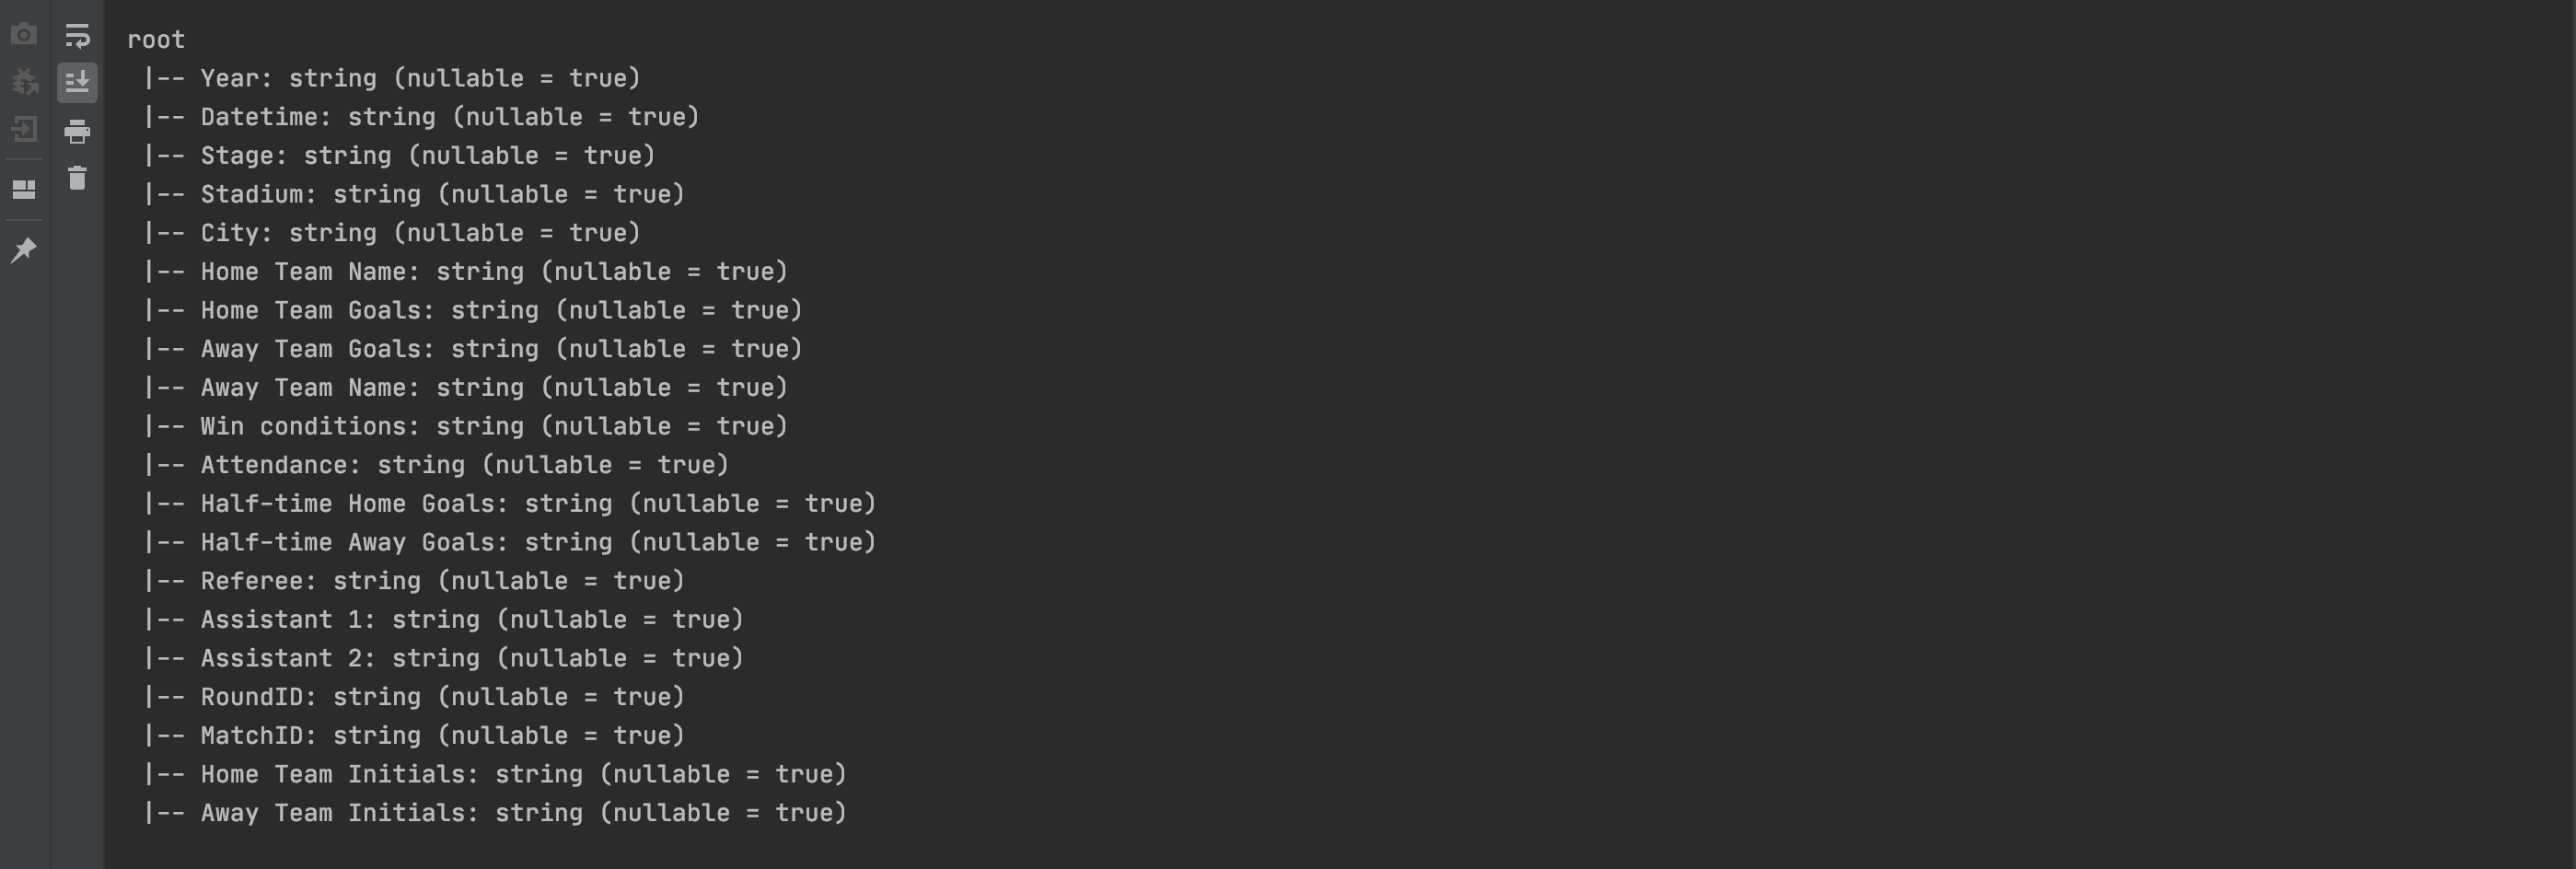 root
 |-- Year: string (nullable = true)
 |-- Datetime: string (nullable = true)
 |-- Stage: string (nullable = true)
 |-- Stadium: string (nullable = true)
 |-- City: string (nullable = true)
 |-- Home Team Name: string (nullable = true)
 |-- Home Team Goals: string (nullable = true)
 |-- Away Team Goals: string (nullable = true)
 |-- Away Team Name: string (nullable = true)
 |-- Win conditions: string (nullable = true)
 |-- Attendance: string (nullable = true)
 |-- Half-time Home Goals: string (nullable = true)
 |-- Half-time Away Goals: string (nullable = true)
 |-- Referee: string (nullable = true)
 |-- Assistant 1: string (nullable = true)
 |-- Assistant 2: string (nullable = true)
 |-- RoundID: string (nullable = true)
 |-- MatchID: string (nullable = true)
 |-- Home Team Initials: string (nullable = true)
 |-- Away Team Initials: string (nullable = true)